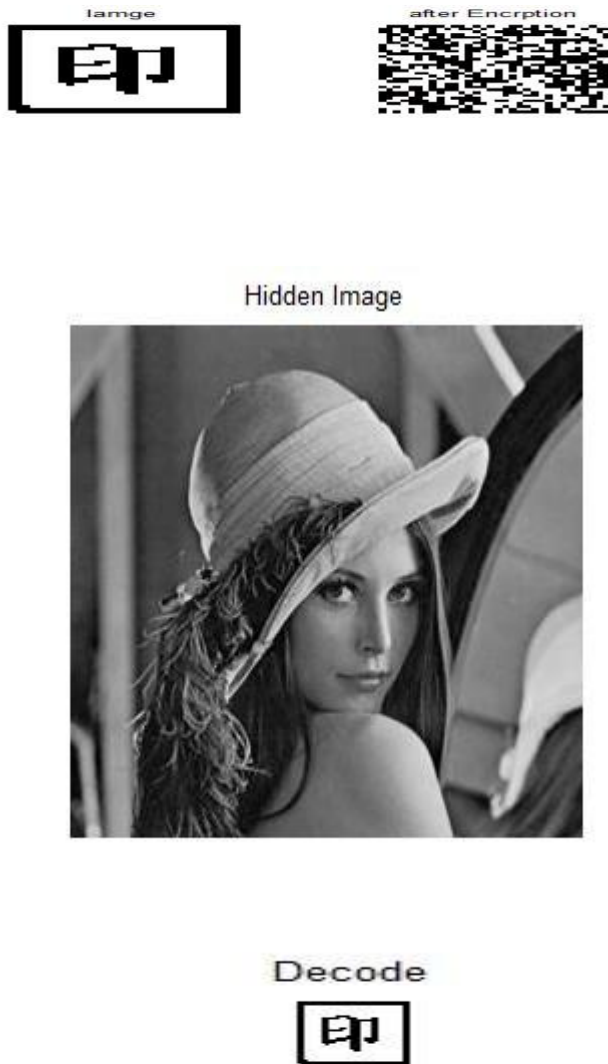 Iamge
after Encrption
印
Hidden Image
Decode
印